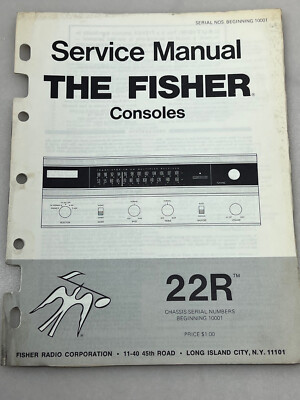 SERIAL NOS. BEGINNING 10001
Service Manual
THE FISHER®
Consoles
22R™
CHASSIS SERIAL NUMBERS
BEGINNING 10001
PRICE $1.00
®
FISHER RADIO CORPORATION • 11-40 45th ROAD • LONG ISLAND CITY, N.Y. 11101